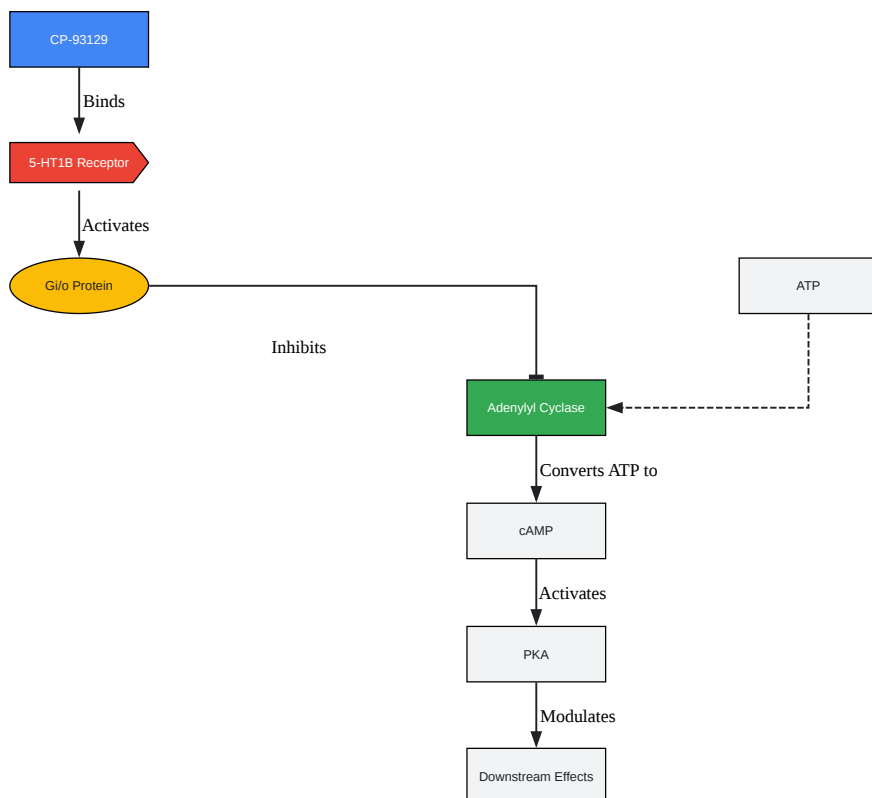 CP-93129
Binds
5-HT1B Receptor
Activates
Gi/o Protein
ATP
Inhibits
Adenylyl Cyclase
Converts ATP to
cAMP
Activates
PKA
Modulates
Downstream Effects